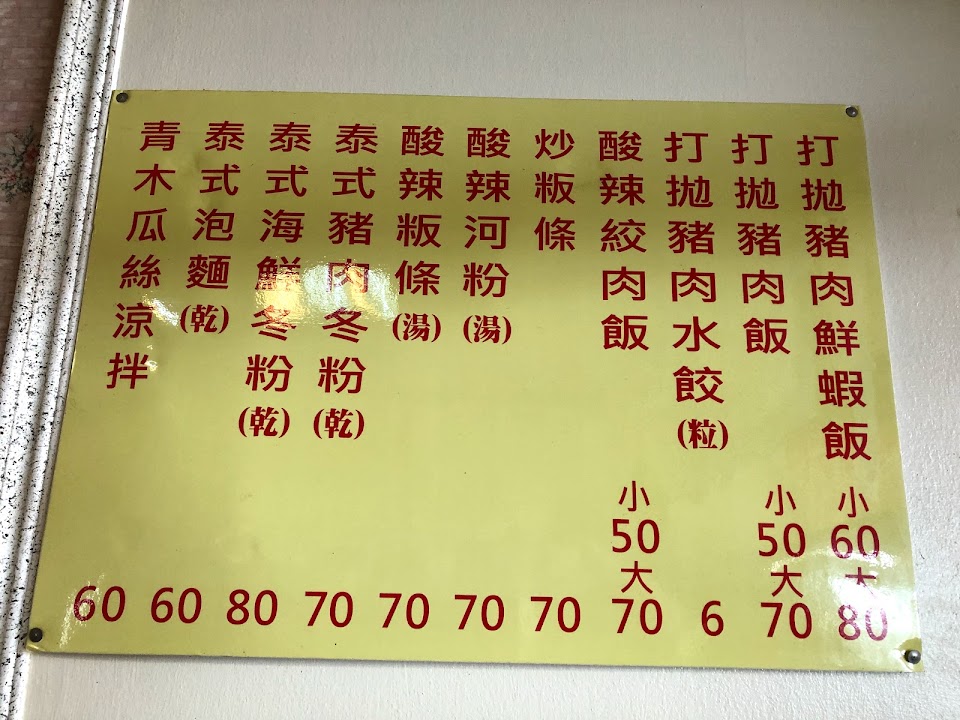 打拋豬肉鮮蝦飯 小60大80
打拋豬肉飯 小50大70
打拋豬肉水餃(粒) 6
酸辣絞肉飯 小50大70
炒粄條 70
酸辣河粉(湯) 70
酸辣粄條(湯) 70
泰式豬肉冬粉(乾) 70
泰式海鮮冬粉(乾) 80
泰式泡麵(乾) 60
青木瓜絲涼拌 60